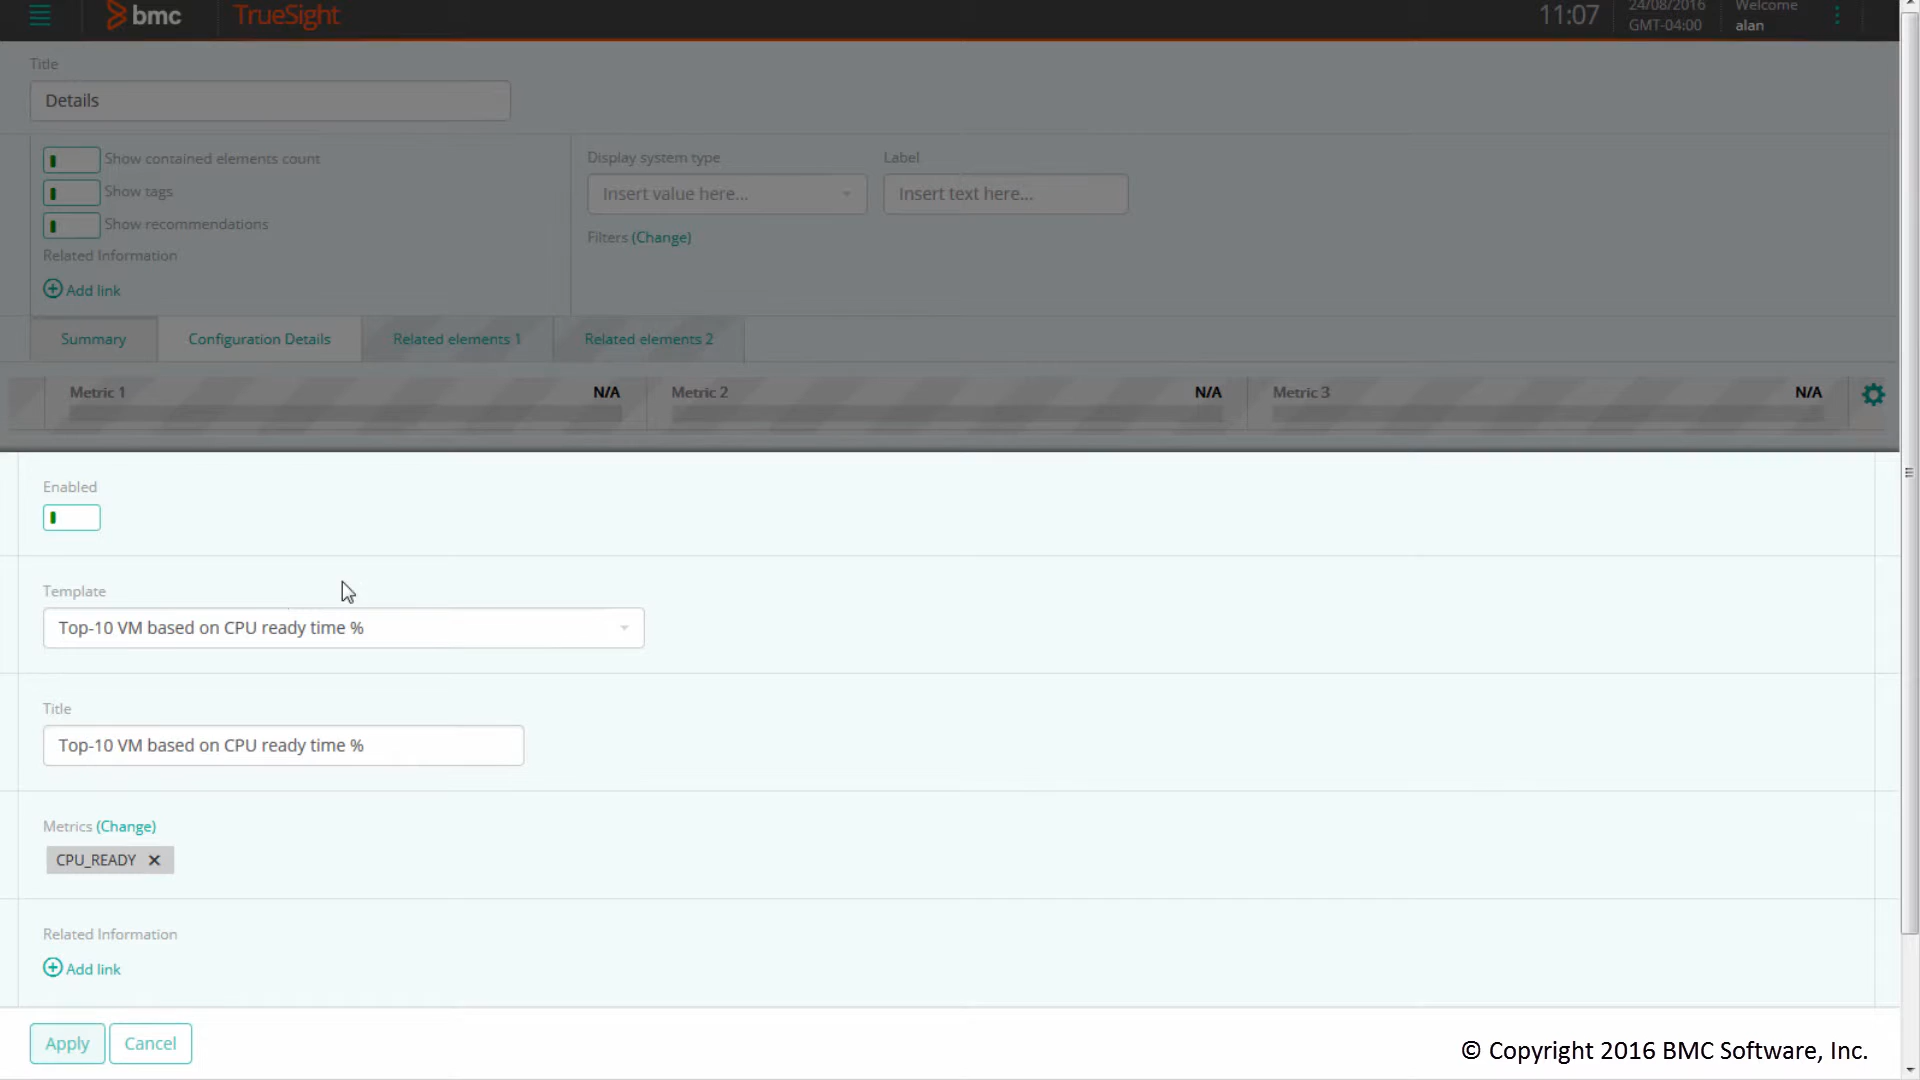 bmc TrueSight 11:07 24/08/2016 Welcome
GMT-04:00 alan
Title
Details
Show contained elements count
Show tags
Show recommendations
Related Information
Add link
Display system type Label
Insert value here... Insert text here...
Filters (Change)
Summary Configuration Details Related elements 1 Related elements 2
Metric 1 N/A Metric 2 N/A Metric 3 N/A
Enabled
Template
Top-10 VM based on CPU ready time %
Title
Top-10 VM based on CPU ready time %
Metrics (Change)
CPU_READY ✕
Related Information
Add link
Apply Cancel
© Copyright 2016 BMC Software, Inc.